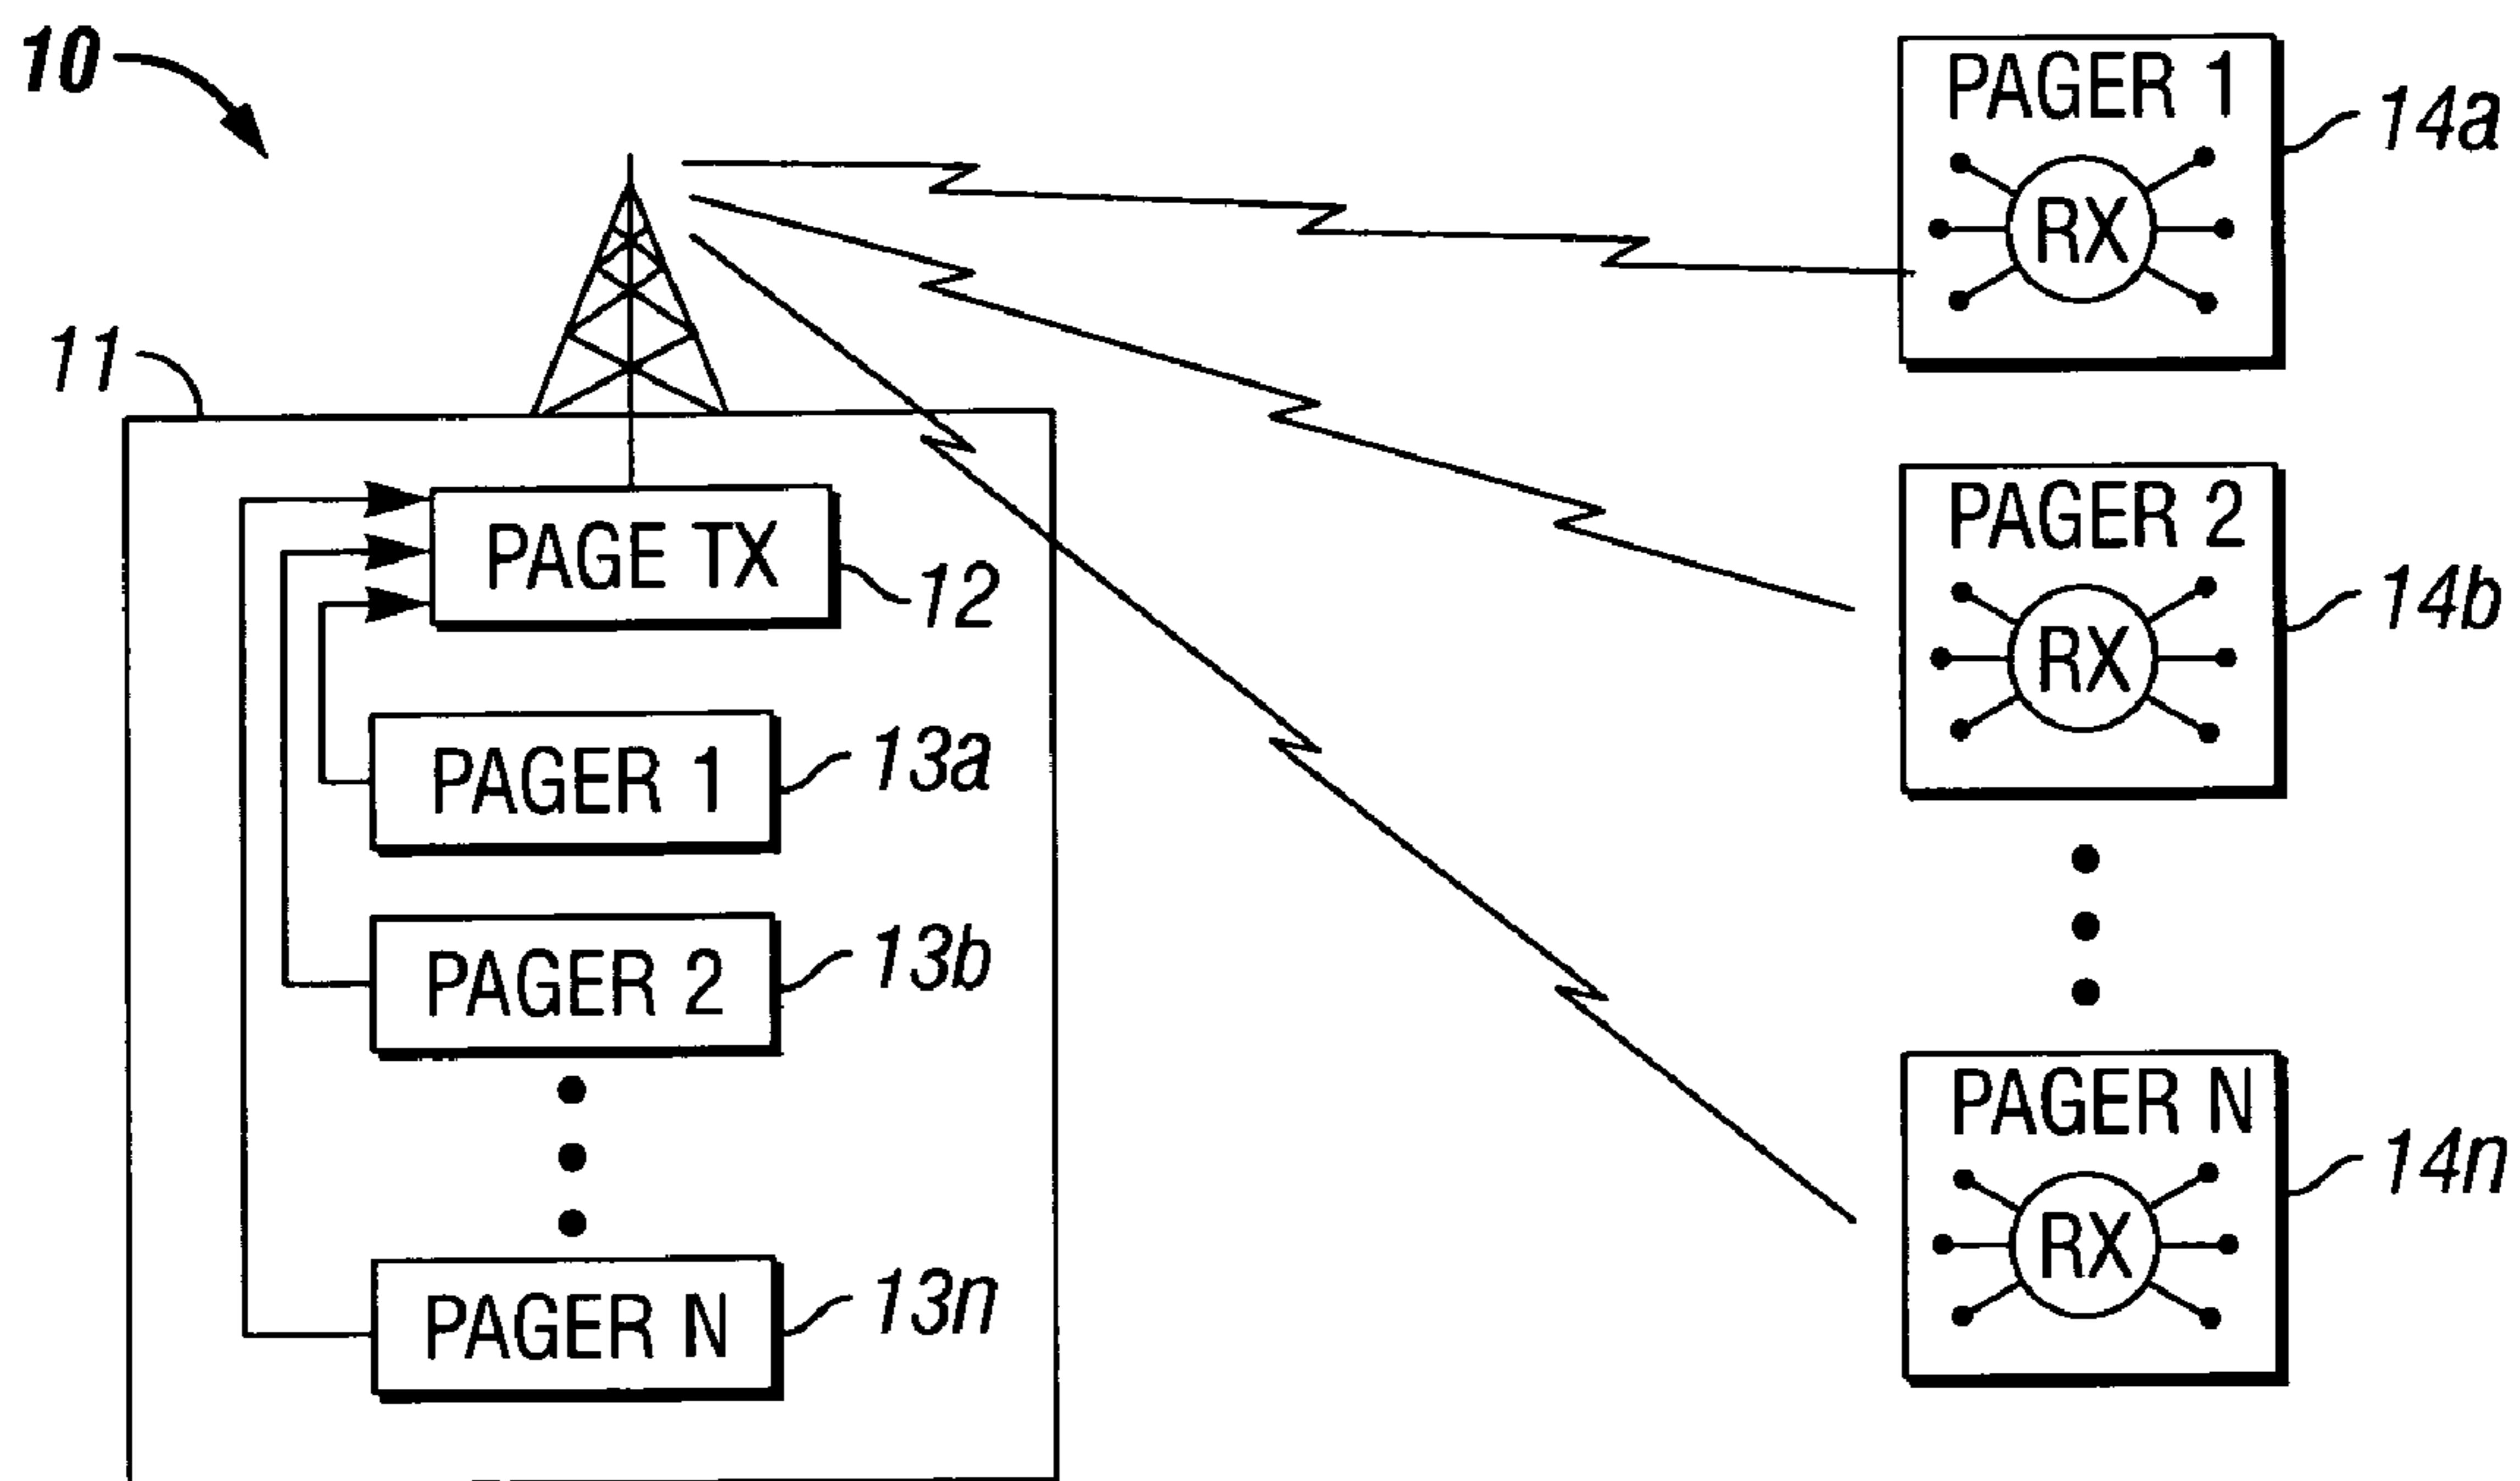 10
11
PAGE TX
12
PAGER 1
13a
PAGER 2
13b
PAGER N
13n
PAGER 1
RX
14a
PAGER 2
RX
14b
PAGER N
RX
14n